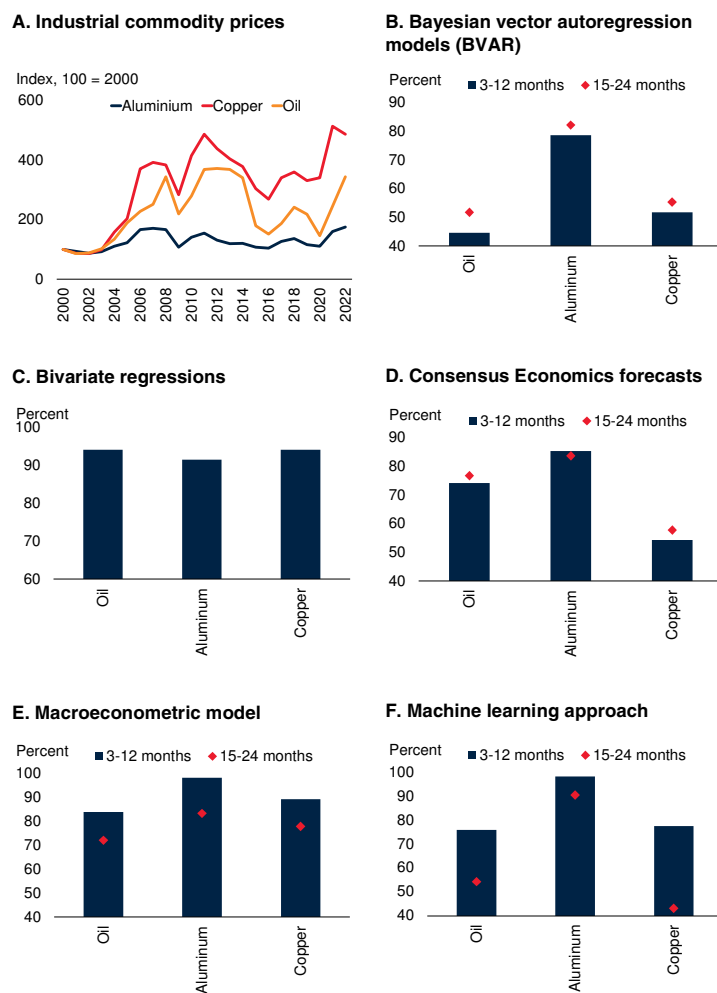 A. Industrial commodity prices
Index, 100 = 2000
Aluminium Copper Oil
600
400
200
0
2000 2002 2004 2006 2008 2010 2012 2014 2016 2018 2020 2022
B. Bayesian vector autoregression
models (BVAR)
Percent
3-12 months 15-24 months
90
80
70
60
50
40
Oil Aluminum Copper
C. Bivariate regressions
Percent
100
90
80
70
60
Oil Aluminum Copper
D. Consensus Economics forecasts
Percent
3-12 months 15-24 months
90
80
70
60
50
40
Oil Aluminum Copper
E. Macroeconometric model
Percent
3-12 months 15-24 months
100
90
80
70
60
50
40
Oil Aluminum Copper
F. Machine learning approach
Percent
3-12 months 15-24 months
100
90
80
70
60
50
40
Oil Aluminum Copper